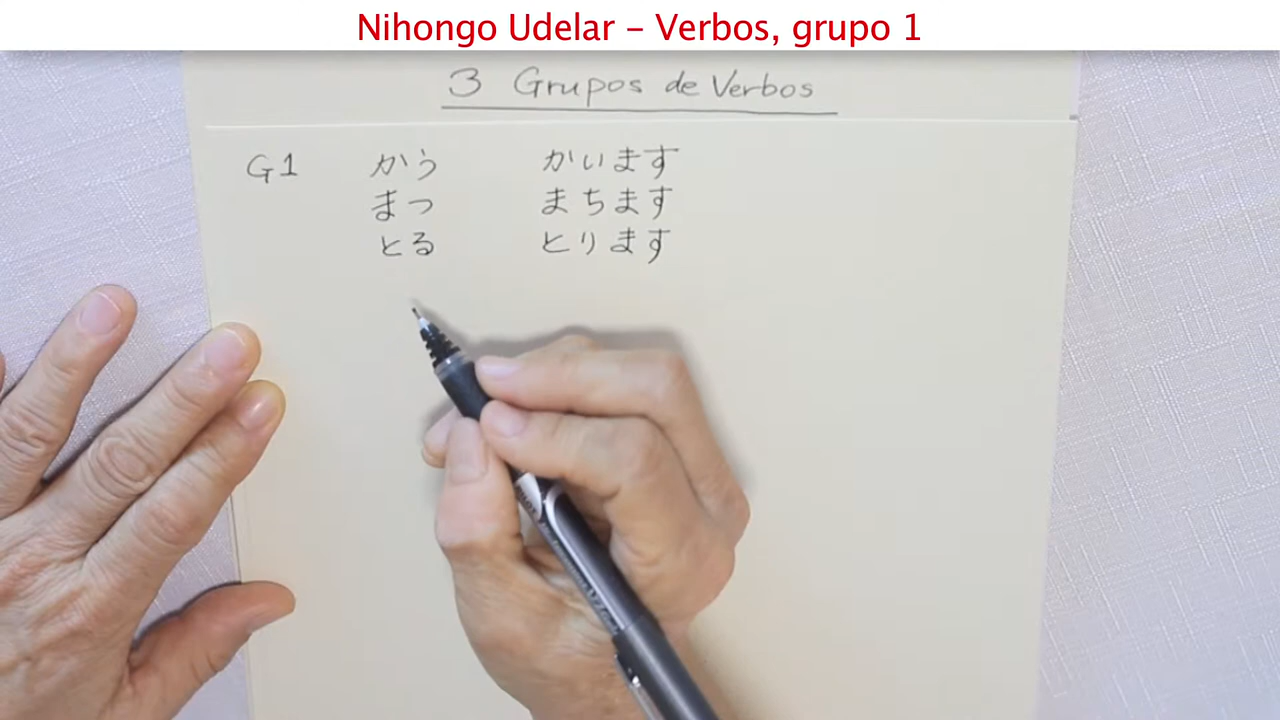 Nihongo Udelar – Verbos, grupo 1
3 Grupos de Verbos
G1 かう かいます
まつ まちます
とる とります